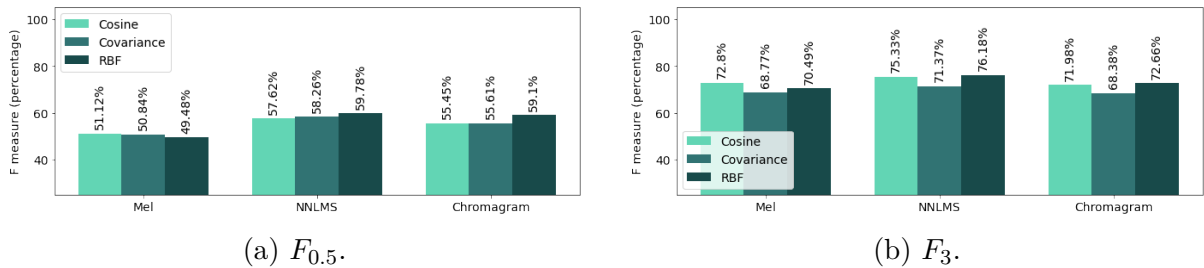 100
80
60
40
F measure (percentage)
Cosine
Covariance
RBF
51.12%
50.84%
49.48%
57.62%
58.26%
59.78%
55.45%
55.61%
59.1%
Mel
NNLMS
Chromagram
(a) F0.5.
100
80
60
40
F measure (percentage)
72.8%
68.77%
70.49%
75.33%
71.37%
76.18%
71.98%
68.38%
72.66%
Cosine
Covariance
RBF
Mel
NNLMS
Chromagram
(b) F3.